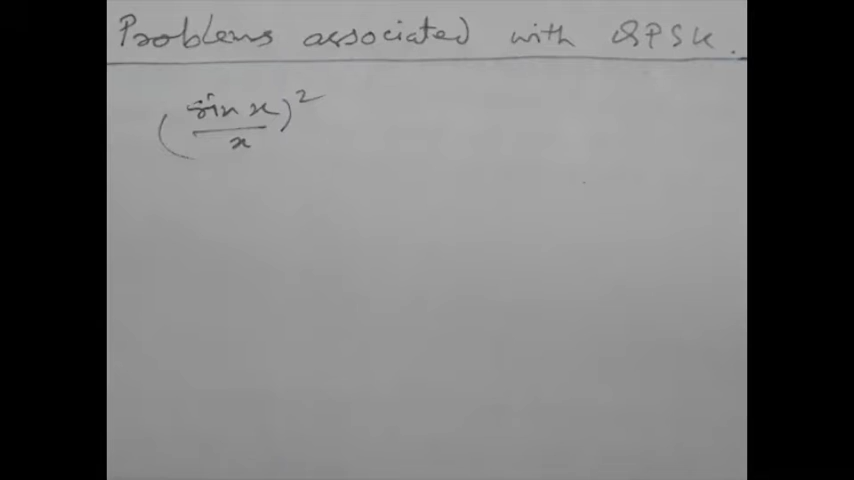 Problems associated with QPSK.
(sin x / x)²